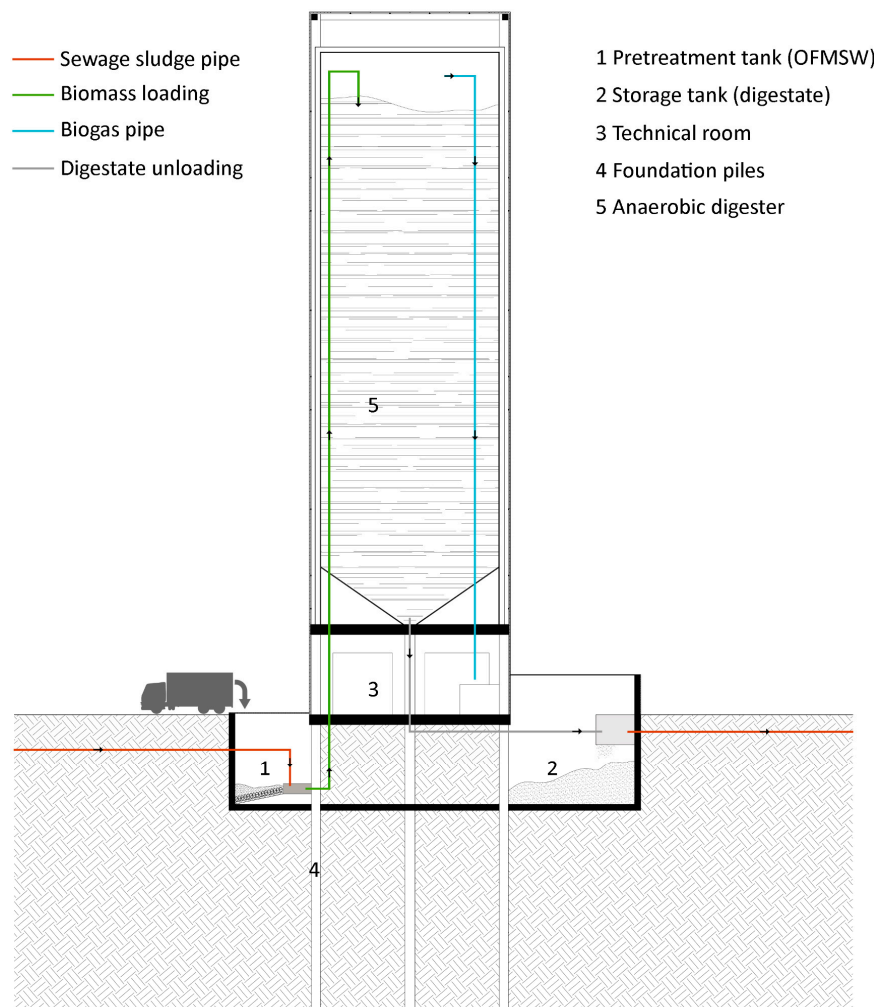 Sewage sludge pipe
Biomass loading
Biogas pipe
Digestate unloading
1 Pretreatment tank (OFMSW)
2 Storage tank (digestate)
3 Technical room
4 Foundation piles
5 Anaerobic digester
5
3
1
2
4